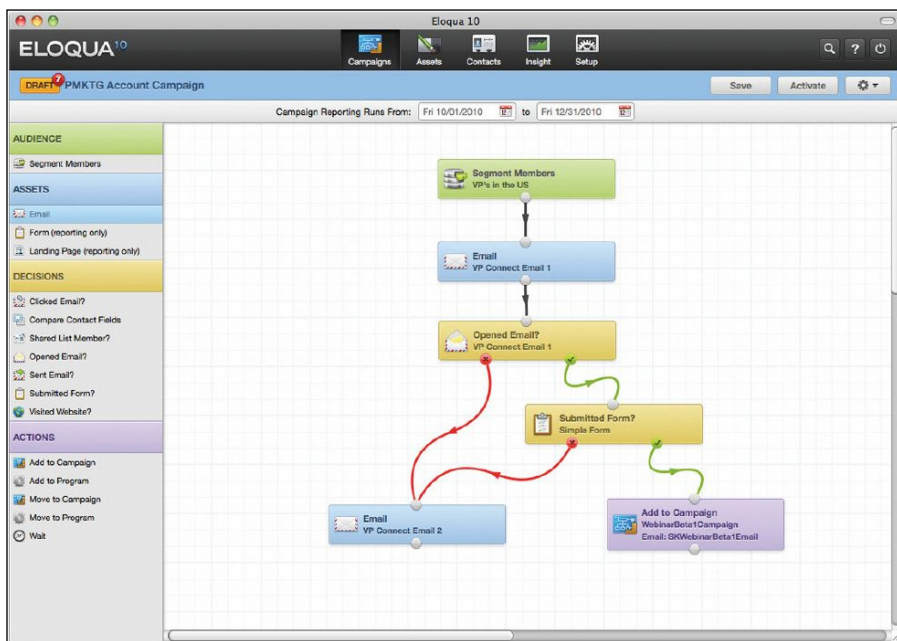 Eloqua 10
ELOQUA10
Campaigns
Assets
Contacts
Insight
Setup
?
DRAFT
7
PMKTG Account Campaign
Save
Activate
Campaign Reporting Runs From:
Fri 10/01/2010
to
Fri 12/31/2010
AUDIENCE
Segment Members
ASSETS
Email
Form (reporting only)
Landing Page (reporting only)
DECISIONS
Clicked Email?
Compare Contact Fields
Shared List Member?
Opened Email?
Sent Email?
Submitted Form?
Visited Website?
ACTIONS
Add to Campaign
Add to Program
Move to Campaign
Move to Program
Wait
Segment Members
VP's in the US
Email
VP Connect Email 1
Opened Email?
VP Connect Email 1
Submitted Form?
Simple Form
Email
VP Connect Email 2
Add to Campaign
WebinarBeta1Campaign
Email: SKWebinarBeta1Email